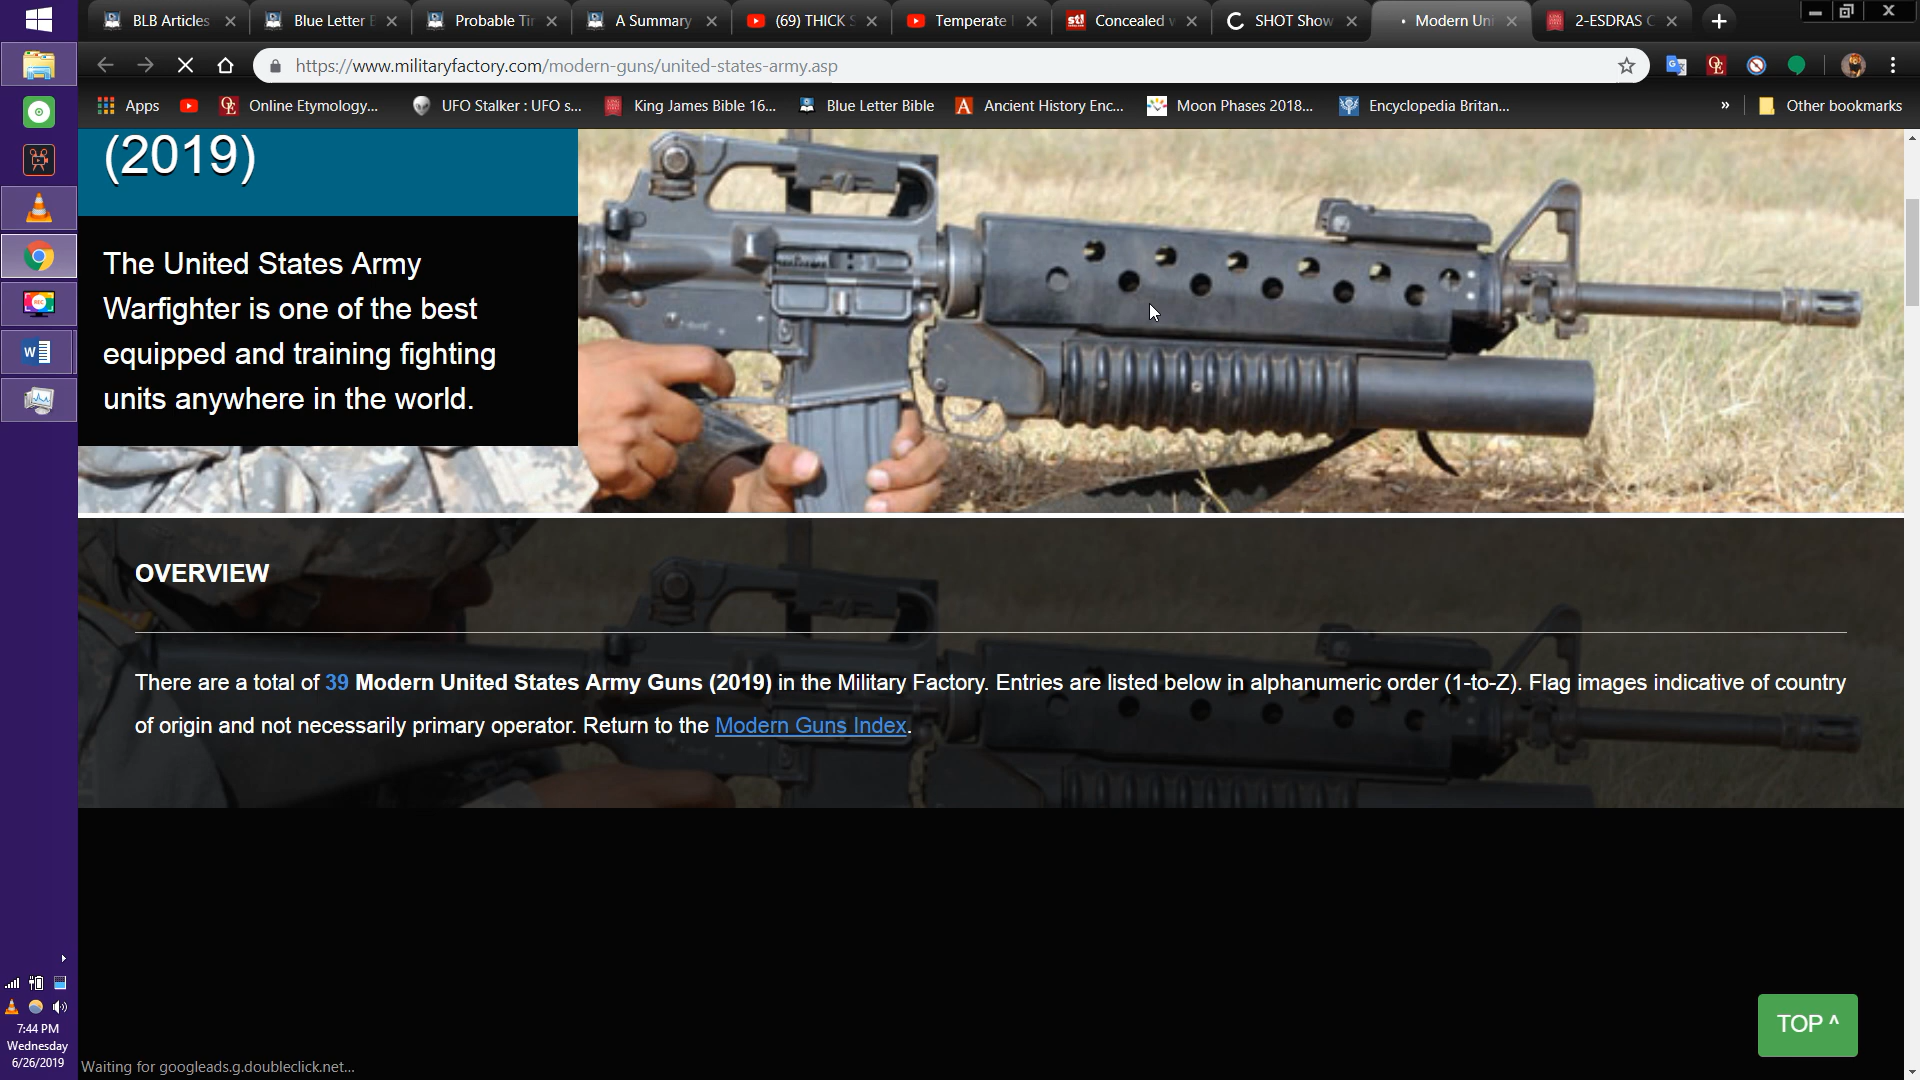 BLB Articles
Blue Letter
Probable Ti
A Summary
(69) THICK S
Temperate
st!
Concealed w
SHOT Show
Modern Uni
2-ESDRAS C
https://www.militaryfactory.com/modern-guns/united-states-army.asp
Apps
Online Etymology...
UFO Stalker : UFO s...
King James Bible 16...
Blue Letter Bible
Ancient History Enc...
Moon Phases 2018...
Encyclopedia Britan...
»
Other bookmarks
(2019)
The United States Army
Warfighter is one of the best
equipped and training fighting
units anywhere in the world.
OVERVIEW
There are a total of 39 Modern United States Army Guns (2019) in the Military Factory. Entries are listed below in alphanumeric order (1-to-Z). Flag images indicative of country
of origin and not necessarily primary operator. Return to the Modern Guns Index.
TOP ^
7:44 PM
Wednesday
6/26/2019
Waiting for googleads.g.doubleclick.net...